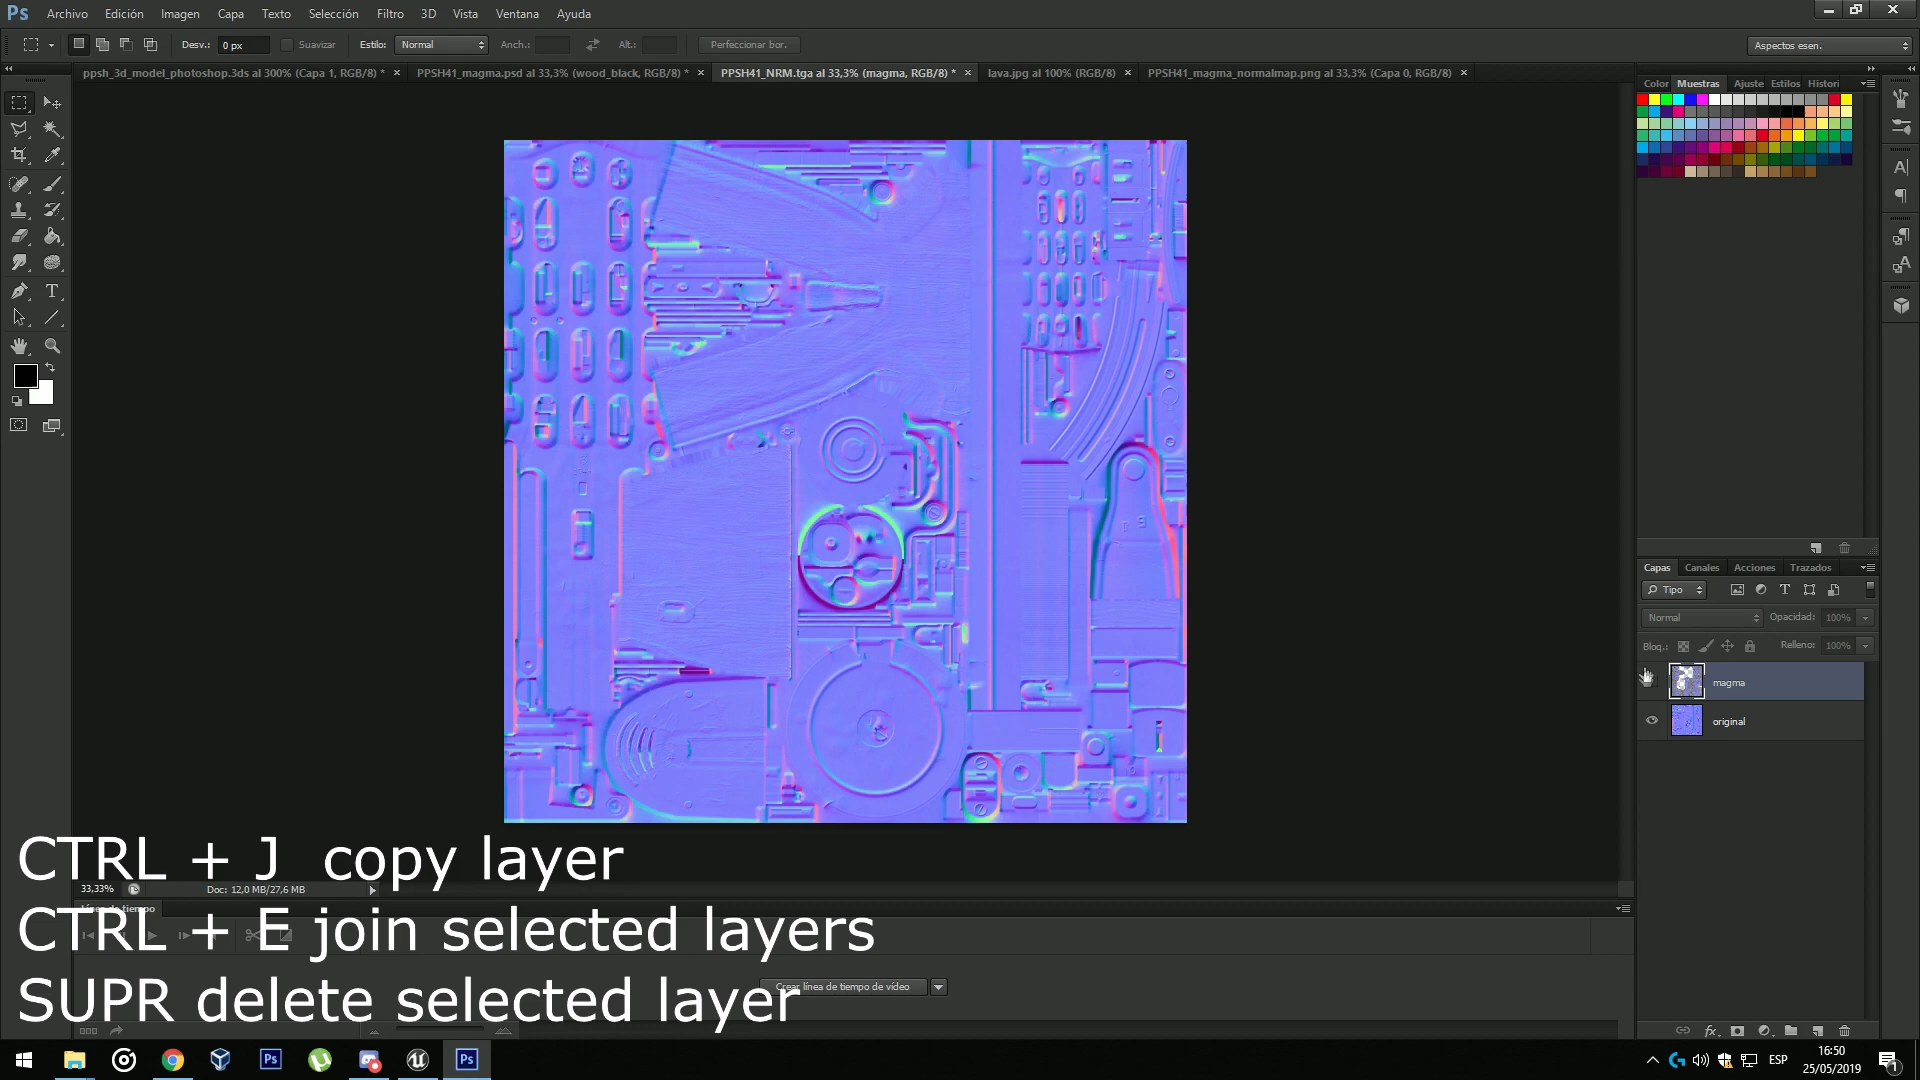 Ps Archivo Edición Imagen Capa Texto Selección Filtro 3D Vista Ventana Ayuda
Desv.: 0 px Suavizar Estilo: Normal Anch.: Alt.: Perfeccionar bor. Aspectos esen.
ppsh_3d_model_photoshop.3ds al 300% (Capa 1, RGB/8) * × PPSH41_magma.psd al 33,3% (wood_black, RGB/8) * × PPSH41_NRM.tga al 33,3% (magma, RGB/8) * × lava.jpg al 100% (RGB/8) × PPSH41_magma_normalmap.png al 33,3% (Capa 0, RGB/8) ×
Color Muestras Ajuste Estilos Histori
Capas Canales Acciones Trazados
Tipo
Normal Opacidad: 100%
Bloq.: Relleno: 100%
magma
original
CTRL + J copy layer
33,33% Doc: 12,0 MB/27,6 MB
Línea de tiempo
CTRL + E join selected layers
Crear línea de tiempo de vídeo
SUPR delete selected layer
ESP
16:50
25/05/2019
1